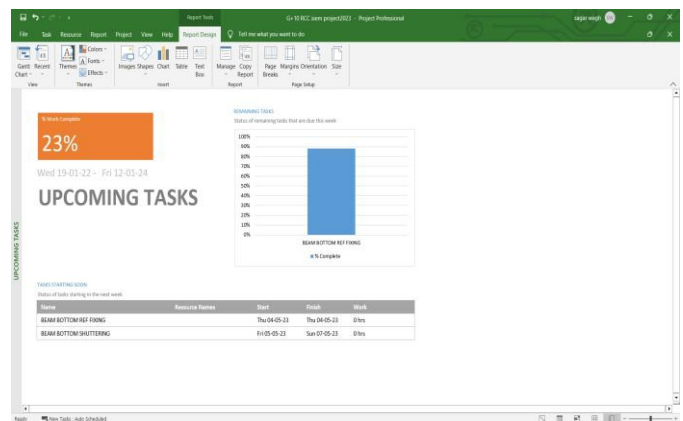 Report Tools
G+10 RCC siem project2023 - Project Professional
sagar wagh
File Task Resource Report Project View Help Report Design Tell me what you want to do
Gantt Chart Recent Themes Colors Fonts Effects Images Shapes Chart Table Text Box Manage Copy Report Page Breaks Margins Orientation Size
View Themes Insert Report Page Setup
% Work Complete
23%
Wed 19-01-22 - Fri 12-01-24
UPCOMING TASKS
REMAINING TASKS
Status of remaining tasks that are due this week
100%
90%
80%
70%
60%
50%
40%
30%
20%
10%
0%
BEAM BOTTOM REF FIXING
% Complete
UPCOMING TASKS
TASKS STARTING SOON
Status of tasks starting in the next week
Name Resource Names Start Finish Work
BEAM BOTTOM REF FIXING Thu 04-05-23 Thu 04-05-23 0 hrs
BEAM BOTTOM SHUTTERING Fri 05-05-23 Sun 07-05-23 0 hrs
Ready New Tasks : Auto Scheduled